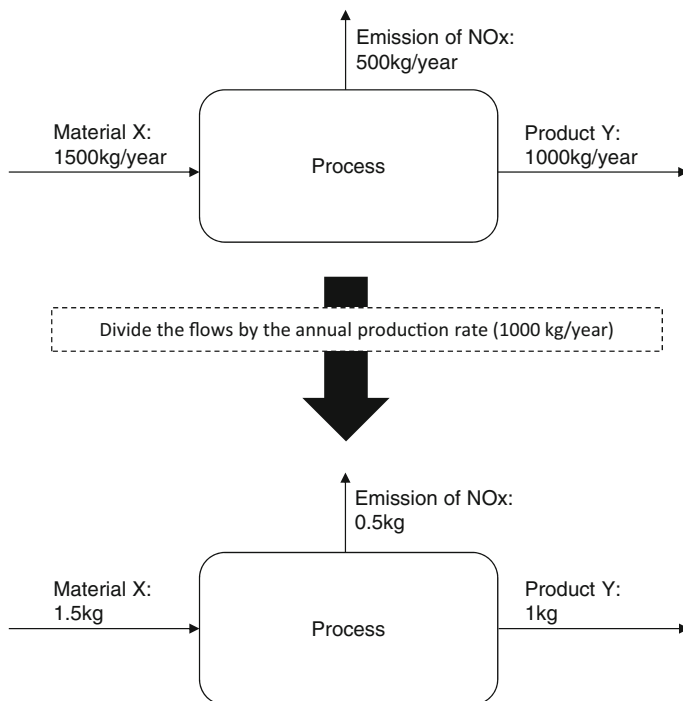 Emission of NOx:
500kg/year
Material X:
1500kg/year
Process
Product Y:
1000kg/year
Divide the flows by the annual production rate (1000 kg/year)
Emission of NOx:
0.5kg
Material X:
1.5kg
Process
Product Y:
1kg